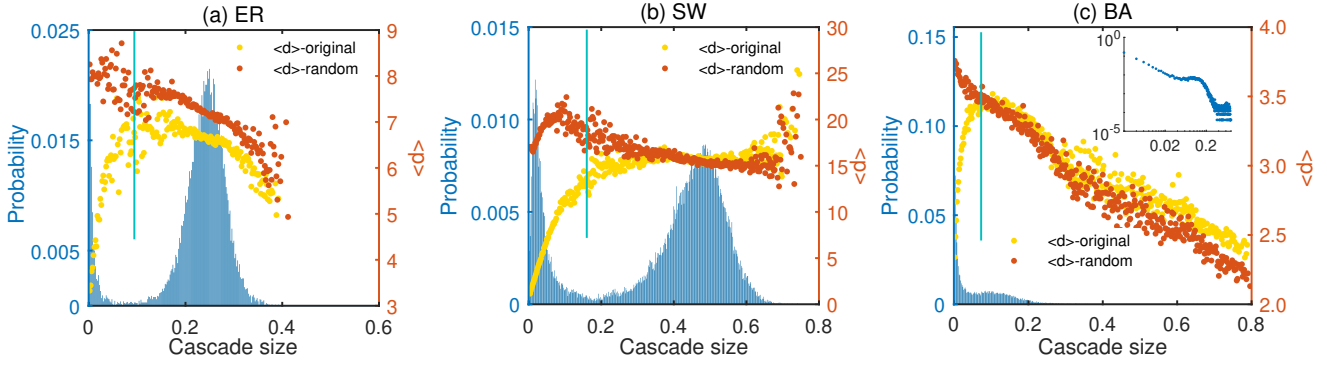 (a) ER
0.025
0.015
0.005
0
Probability
0
0.2
0.4
0.6
Cascade size
9
8
7
6
5
4
3
<d>
<d>-original
<d>-random
(b) SW
0.015
0.010
0.005
0
Probability
0
0.2
0.4
0.6
0.8
Cascade size
30
25
20
15
10
5
0
<d>
<d>-original
<d>-random
(c) BA
0.15
0.10
0.05
0
Probability
0
0.2
0.4
0.6
0.8
Cascade size
4.0
3.5
3.0
2.5
2.0
<d>
<d>-original
<d>-random
10^0
10^-5
0.02
0.2